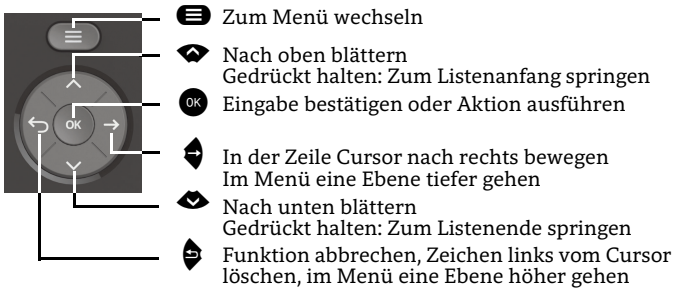 Zum Menü wechseln
Nach oben blättern
Gedrückt halten: Zum Listenanfang springen
OK Eingabe bestätigen oder Aktion ausführen
OK
In der Zeile Cursor nach rechts bewegen
Im Menü eine Ebene tiefer gehen
Nach unten blättern
Gedrückt halten: Zum Listenende springen
Funktion abbrechen, Zeichen links vom Cursor
löschen, im Menü eine Ebene höher gehen